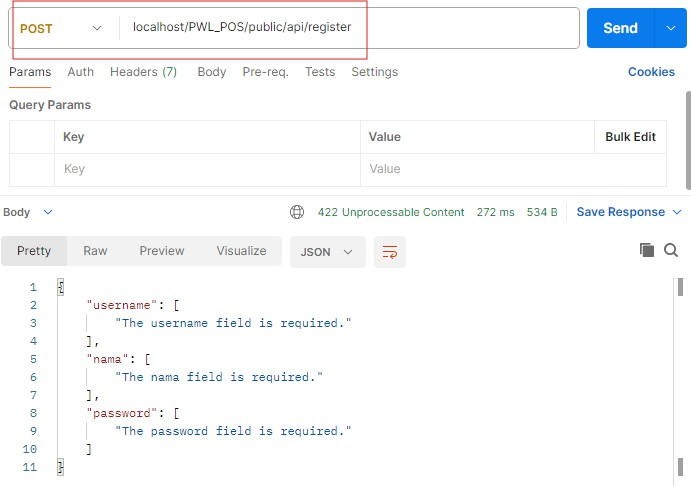 POST localhost/PWL_POS/public/api/register Send
Params Auth Headers (7) Body Pre-req. Tests Settings Cookies
Query Params
Key Value Bulk Edit
Key Value
Body 422 Unprocessable Content 272 ms 534 B Save Response
Pretty Raw Preview Visualize JSON
1 {
2 "username": [
3 "The username field is required."
4 ],
5 "nama": [
6 "The nama field is required."
7 ],
8 "password": [
9 "The password field is required."
10 ]
11 }